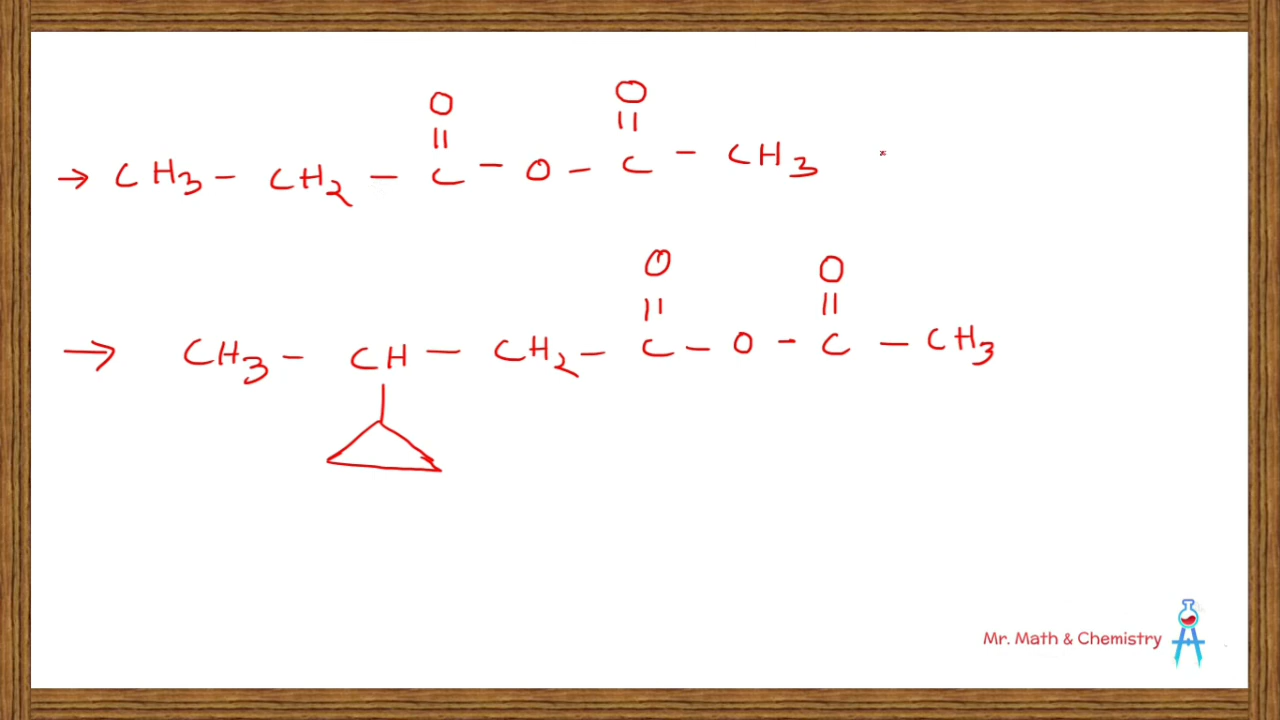 O O
|| ||
→ CH3 - CH2 - C - O - C - CH3
O O
|| ||
→ CH3 - CH - CH2 - C - O - C - CH3
Mr. Math & Chemistry